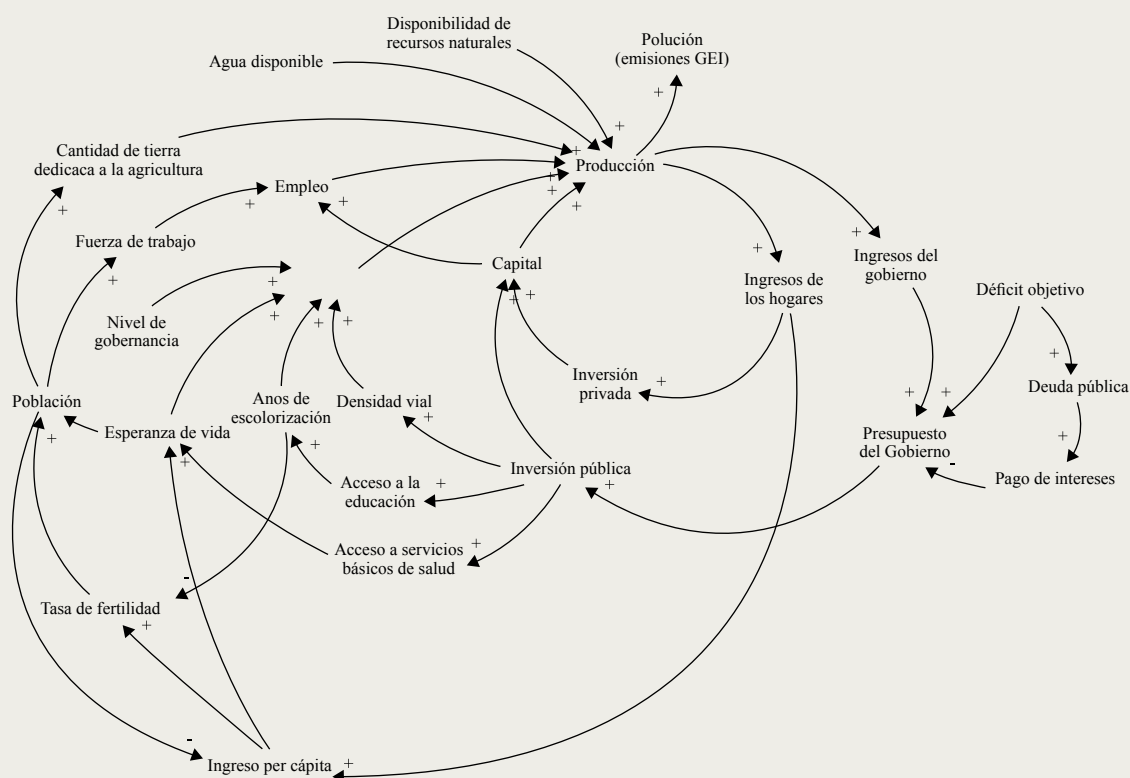 Disponibilidad de
recursos naturales
Polución
(emisiones GEI)
Agua disponible
+
+
Cantidad de tierra
dedicaca a la agricultura
+
Producción
Empleo
+
+
+
+
+
+
Fuerza de trabajo
+
+
+
Ingresos del
gobierno
Capital
Ingresos de
los hogares
+
Déficit objetivo
+
+
Nivel de
gobernancia
+
+
+
+
Inversión
privada
+
Deuda pública
Población
Anos de
escolorización
Densidad vial
+
+
+
Esperanza de vida
+
+
+
Presupuesto
del Gobierno
+
-
Inversión pública
+
Pago de intereses
Acceso a la
educación
+
Acceso a servicios
básicos de salud
+
-
Tasa de fertilidad
+
-
Ingreso per cápita
+